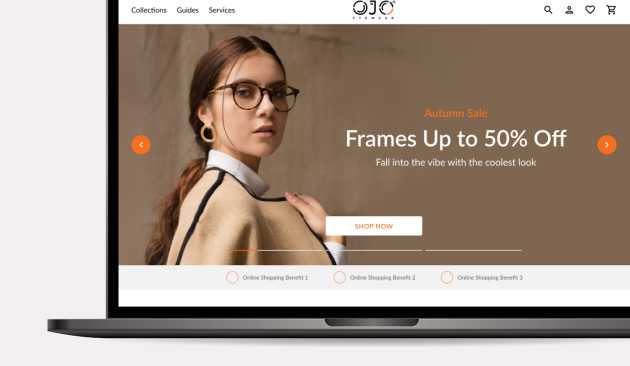 Collections Guides Services
OJO
EYEWEAR
Autumn Sale
Frames Up to 50% Off
Fall into the vibe with the coolest look
SHOP NOW
Online Shopping Benefit 1 Online Shopping Benefit 2 Online Shopping Benefit 3